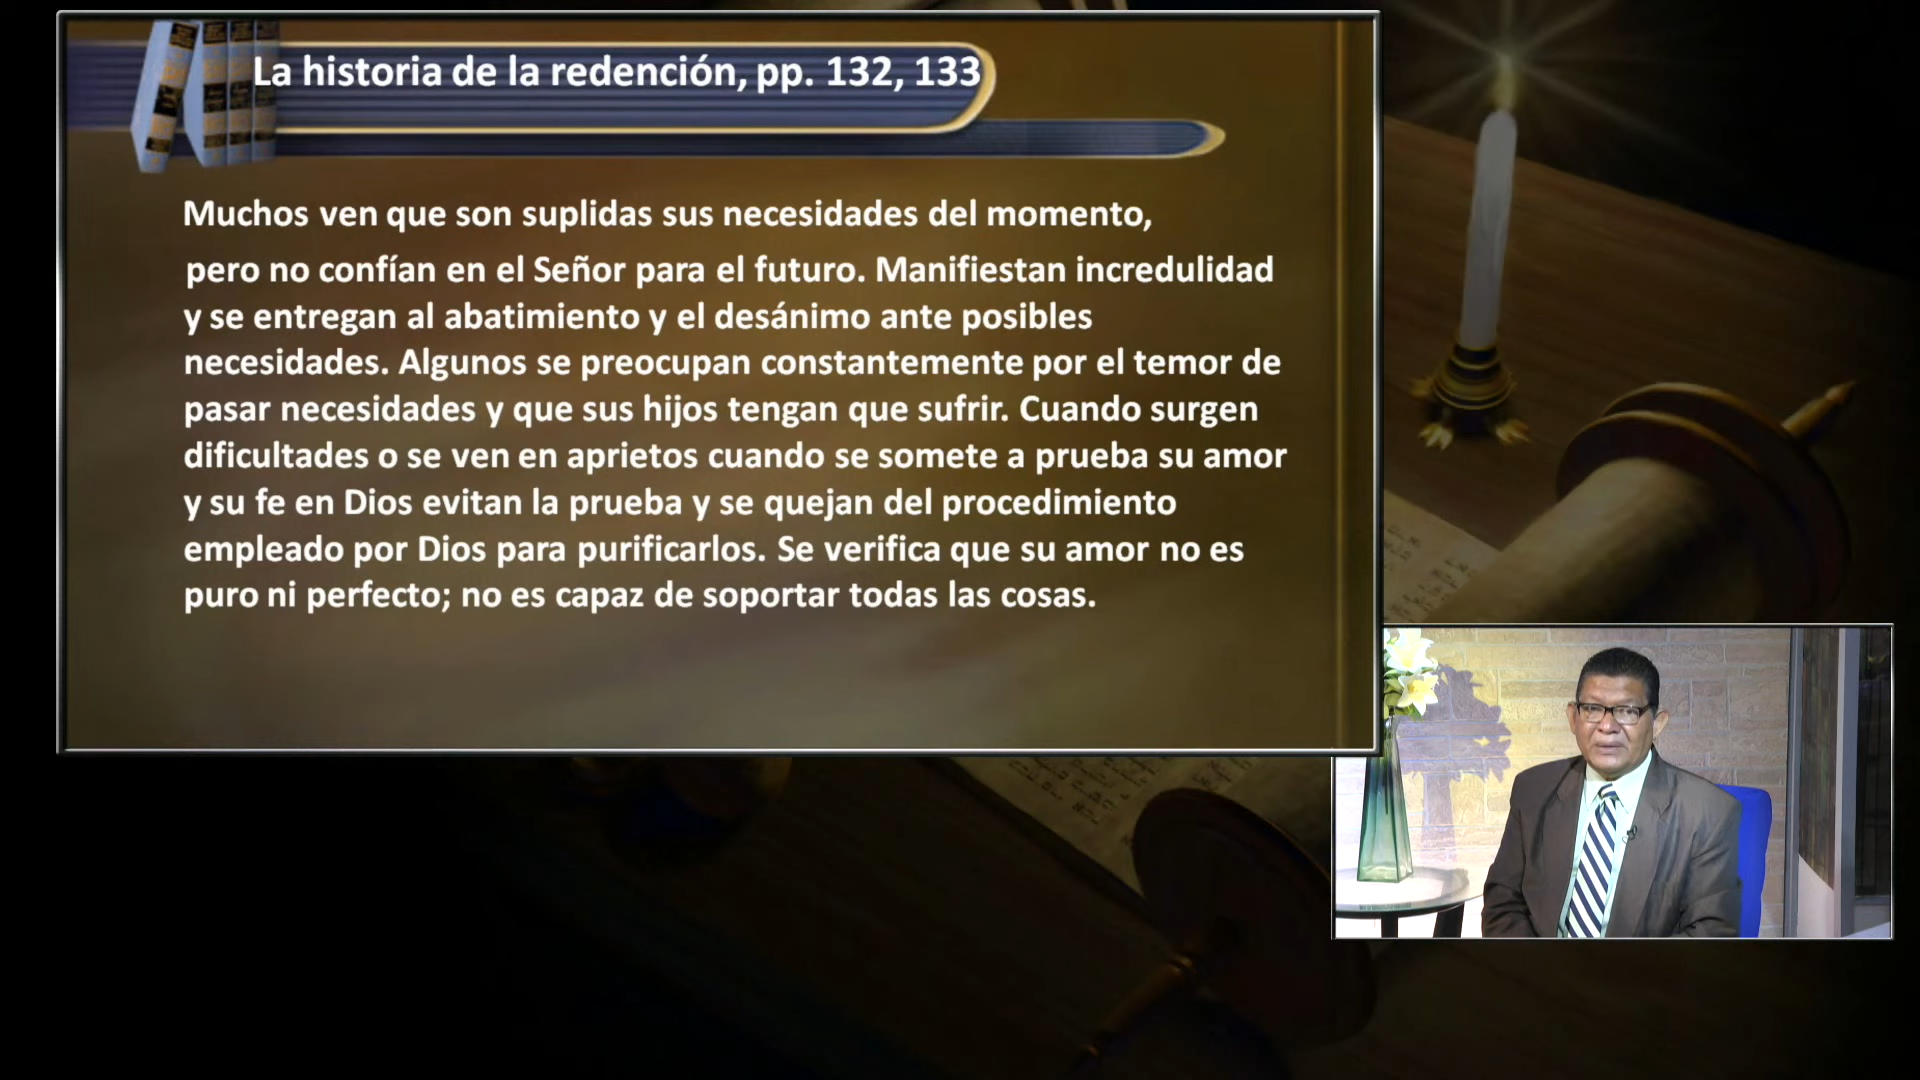 La historia de la redención, pp. 132, 133
Muchos ven que son suplidas sus necesidades del momento,
pero no confían en el Señor para el futuro. Manifiestan incredulidad
y se entregan al abatimiento y el desánimo ante posibles
necesidades. Algunos se preocupan constantemente por el temor de
pasar necesidades y que sus hijos tengan que sufrir. Cuando surgen
dificultades o se ven en aprietos cuando se somete a prueba su amor
y su fe en Dios evitan la prueba y se quejan del procedimiento
empleado por Dios para purificarlos. Se verifica que su amor no es
puro ni perfecto; no es capaz de soportar todas las cosas.